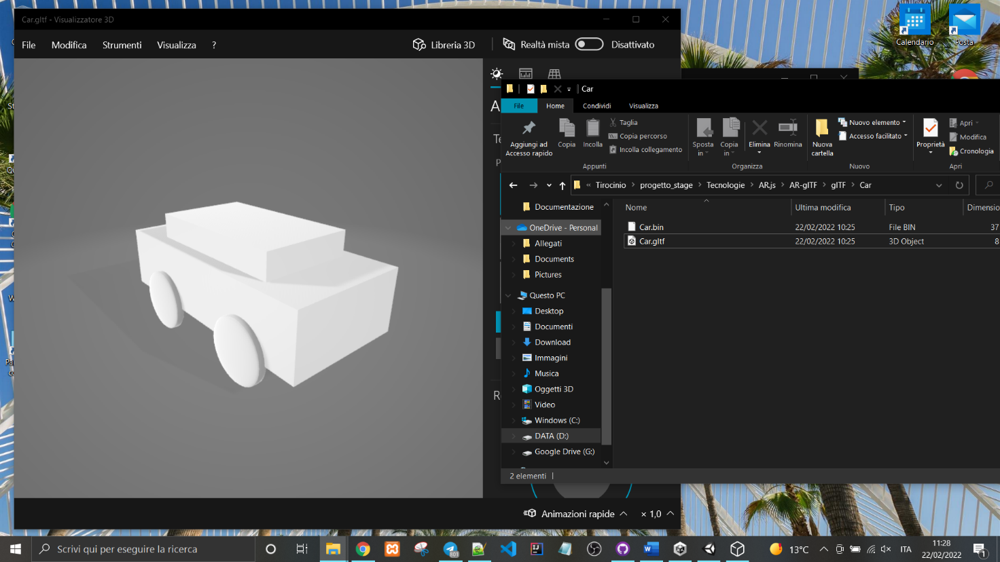 Car.gltf - Visualizzatore 3D
File Modifica Strumenti Visualizza ? Libreria 3D Realtà mista Disattivato
Calendario Posta
Car
File Home Condividi Visualizza
Aggiungi ad
Accesso rapido
Copia
Incolla
Taglia
Copia percorso
Incolla collegamento
Appunti
Sposta
in
Copia
in
Elimina
Rinomina
Organizza
Nuova
cartella
Nuovo elemento
Accesso facilitato
Nuovo
Proprietà
Apri
Modifica
Cronologia
Apri
« Tirocinio > progetto_stage > Tecnologie > AR.js > AR-glTF > glTF > Car
Documentazione
OneDrive - Personal
Allegati
Documents
Pictures
Questo PC
Desktop
Documenti
Download
Immagini
Musica
Oggetti 3D
Video
Windows (C:)
DATA (D:)
Google Drive (G:)
Nome Ultima modifica Tipo Dimensio
Car.bin 22/02/2022 10:25 File BIN 37
Car.gltf 22/02/2022 10:25 3D Object 8
2 elementi
Animazioni rapide × 1,0
Scrivi qui per eseguire la ricerca
801
13°C
ITA
11:28
22/02/2022
1